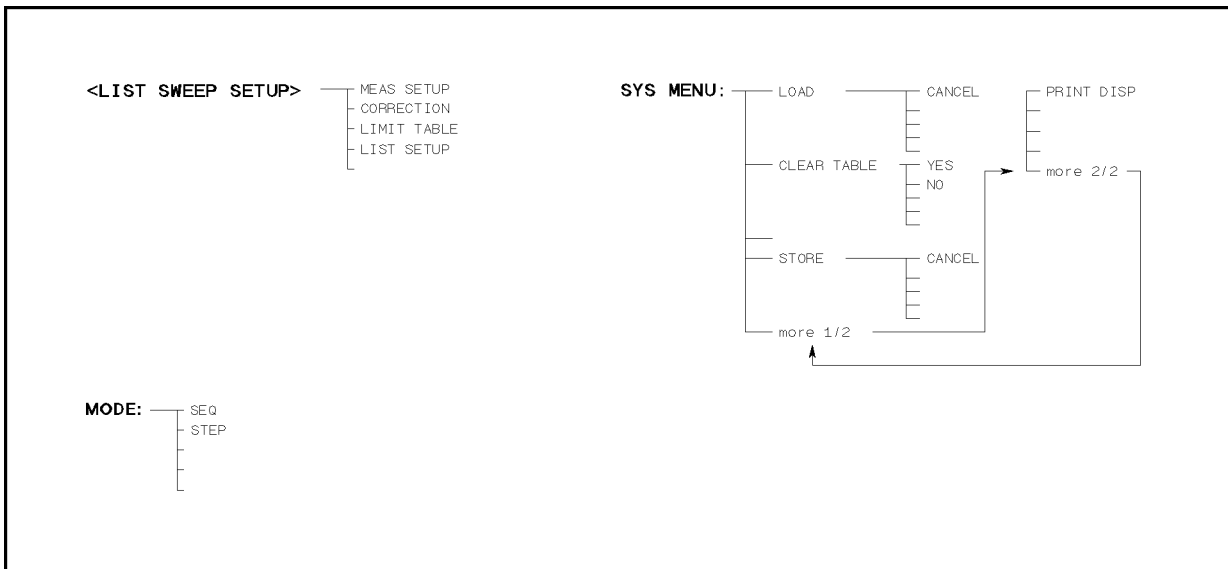 <LIST SWEEP SETUP>
MEAS SETUP
CORRECTION
LIMIT TABLE
LIST SETUP
SYS MENU:
LOAD
CANCEL
CLEAR TABLE
YES
NO
STORE
CANCEL
more 1/2
PRINT DISP
more 2/2
MODE:
SEQ
STEP